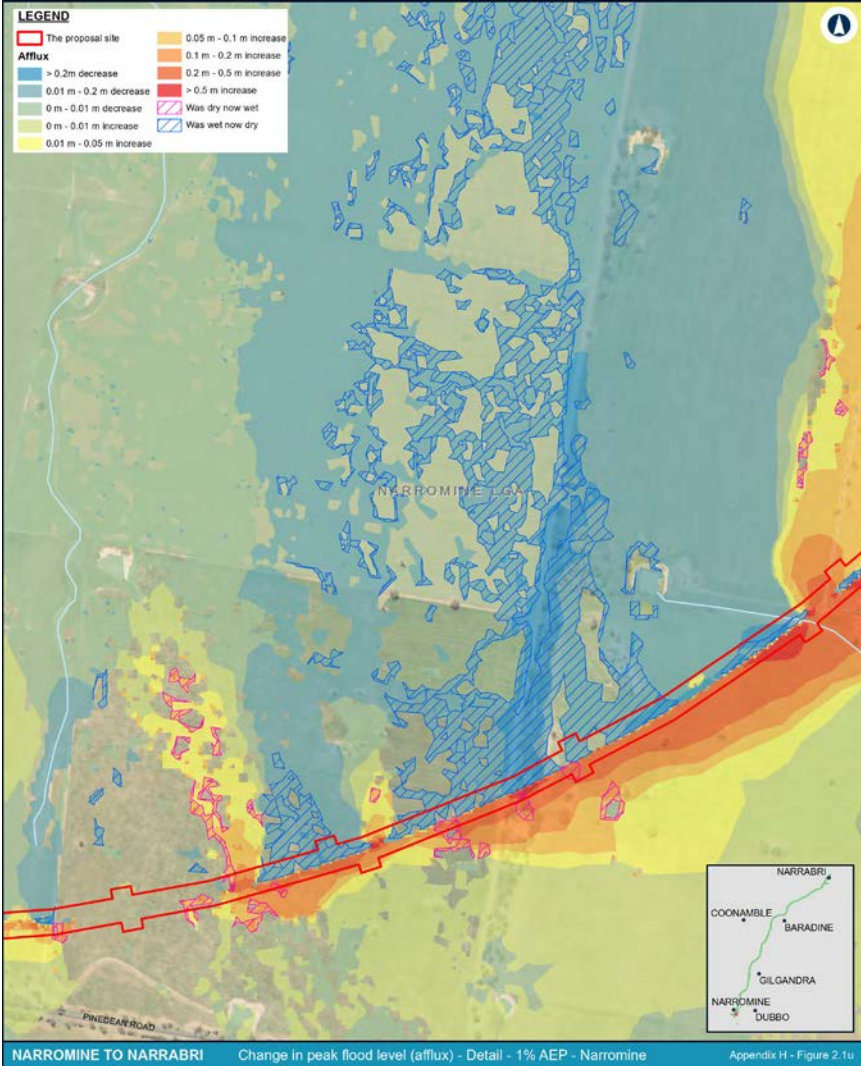 LEGEND
The proposal site
Afflux
> 0.2m decrease
0.01 m - 0.2 m decrease
0 m - 0.01 m decrease
0 m - 0.01 m increase
0.01 m - 0.05 m increase
0.05 m - 0.1 m increase
0.1 m - 0.2 m increase
0.2 m - 0.5 m increase
> 0.5 m increase
Was dry now wet
Was wet now dry
NARROMINE LGA
PINEDEAN ROAD
NARRABRI
COONAMBLE
BARADINE
GILGANDRA
NARROMINE
DUBBO
NARROMINE TO NARRABRI
Change in peak flood level (afflux) - Detail - 1% AEP - Narromine
Appendix H - Figure 2.1u